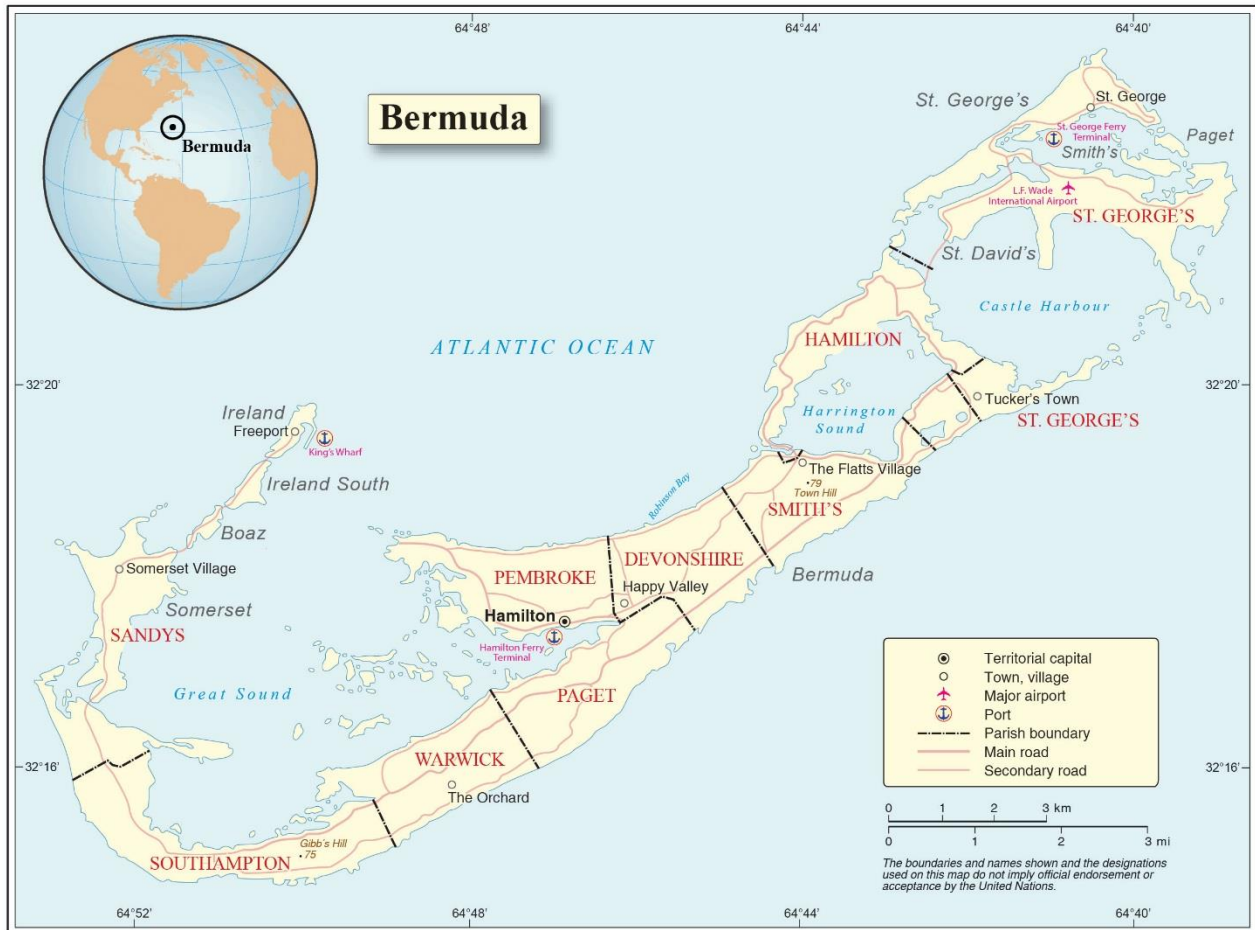 64°48'
64°44'
64°40'
Bermuda
Bermuda
St. George's
St. George
St. George Ferry
Terminal
Paget
Smith's
L.F. Wade
International Airport
ST. GEORGE'S
St. David's
Castle Harbour
HAMILTON
ATLANTIC OCEAN
32°20'
32°20'
Tucker's Town
Harrington
Sound
ST. GEORGE'S
Ireland
Freeport
King's Wharf
Ireland South
The Flatts Village
79
Town Hill
Robinson Bay
SMITH'S
Boaz
Somerset Village
DEVONSHIRE
PEMBROKE
Bermuda
Happy Valley
Somerset
Hamilton
SANDYS
Hamilton Ferry
Terminal
Great Sound
PAGET
WARWICK
The Orchard
32°16'
32°16'
Gibb's Hill
75
SOUTHAMPTON
Territorial capital
Town, village
Major airport
Port
Parish boundary
Main road
Secondary road
0 1 2 3 km
0 1 2 3 mi
The boundaries and names shown and the designations
used on this map do not imply official endorsement or
acceptance by the United Nations.
64°52'
64°48'
64°44'
64°40'